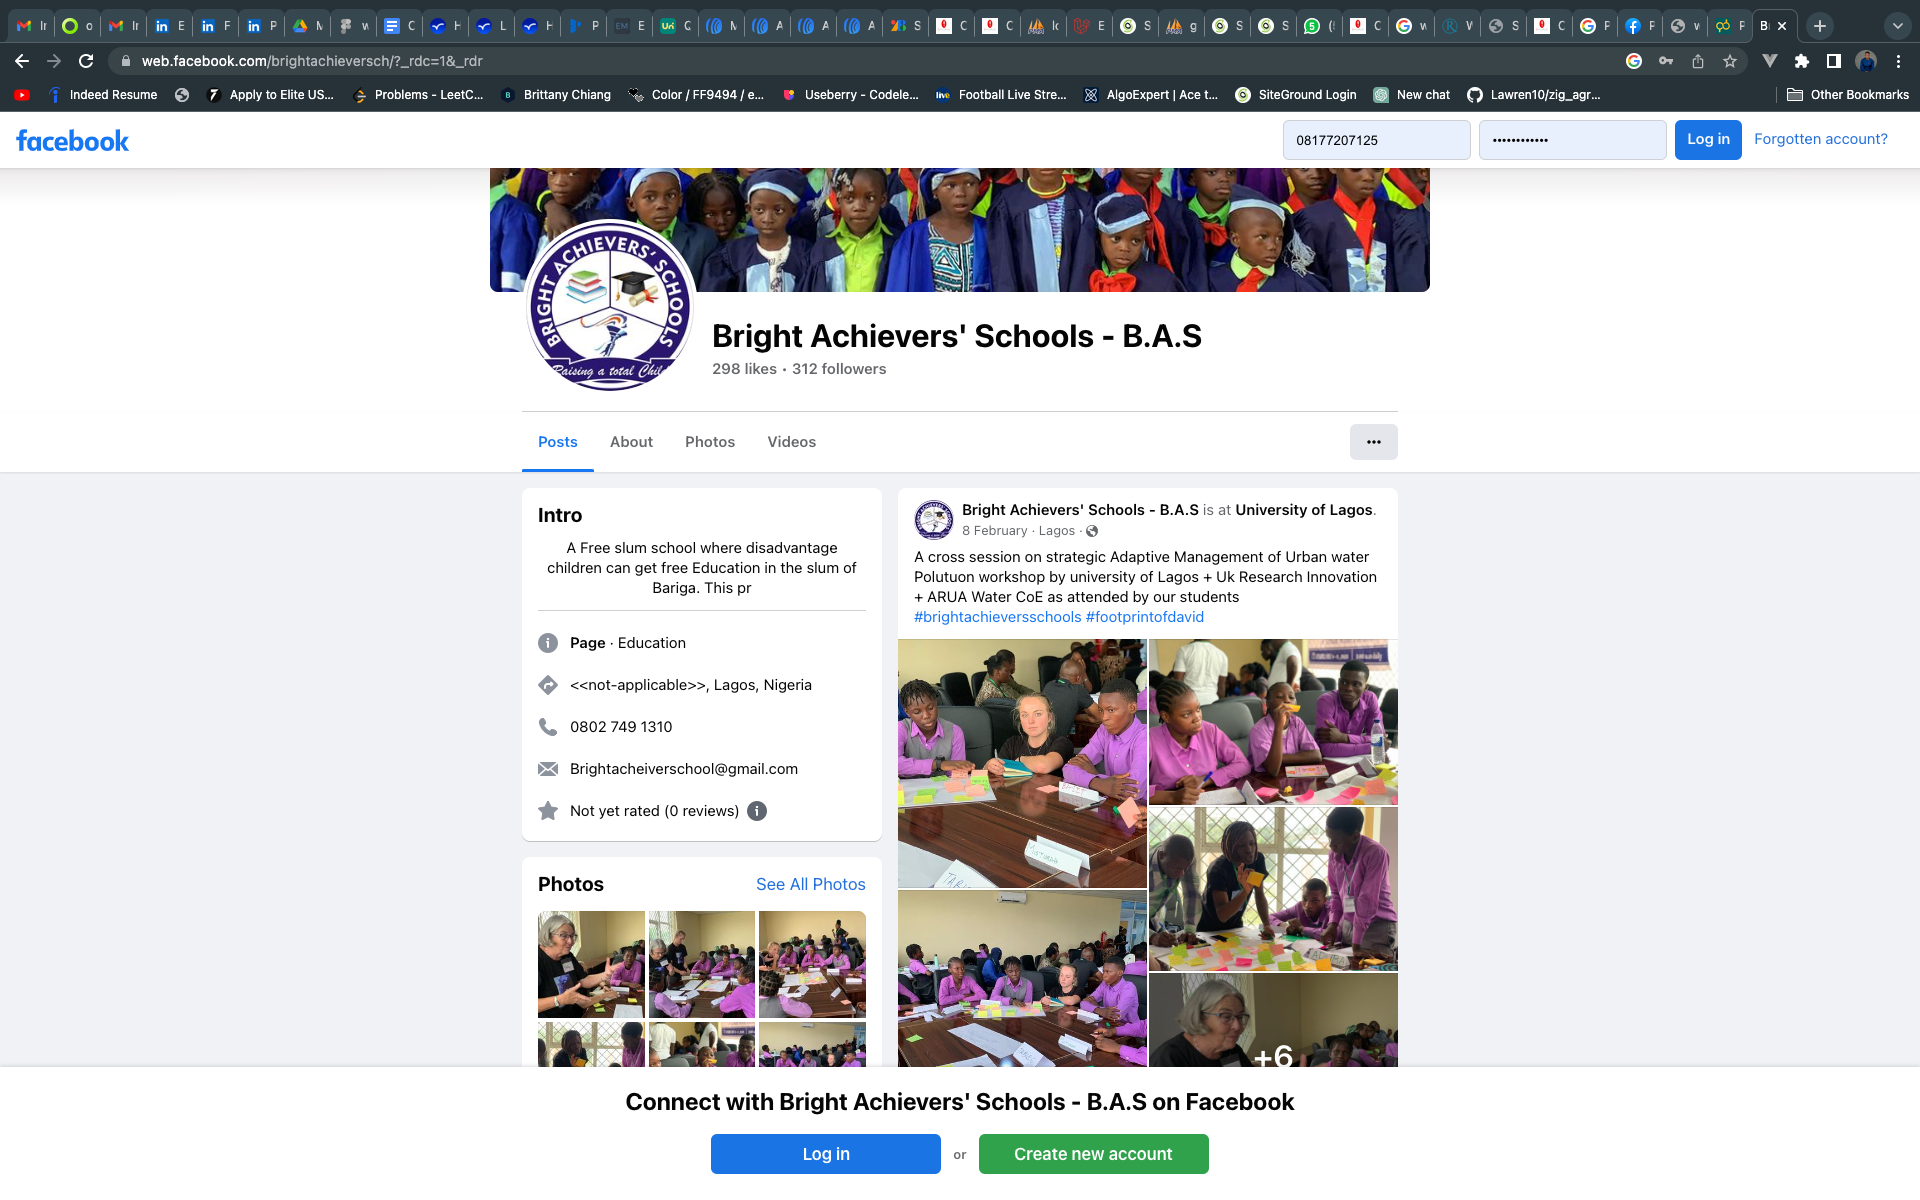 web.facebook.com/brightachieversch/?_rdc=1&_rdr
Indeed Resume
Apply to Elite US...
Problems - LeetC...
Brittany Chiang
Color / FF9494 / e...
Useberry - Codele...
Football Live Stre...
AlgoExpert | Ace t...
SiteGround Login
New chat
Lawren10/zig_agr...
Other Bookmarks
facebook
08177207125
Log in
Forgotten account?
BRIGHT ACHIEVERS' SCHOOLS
Raising a total Child
Bright Achievers' Schools - B.A.S
298 likes • 312 followers
Posts
About
Photos
Videos
Intro
A Free slum school where disadvantage
children can get free Education in the slum of
Bariga. This pr
Page · Education
<<not-applicable>>, Lagos, Nigeria
0802 749 1310
Brightacheiverschool@gmail.com
Not yet rated (0 reviews)
Photos
See All Photos
Bright Achievers' Schools - B.A.S is at University of Lagos.
8 February · Lagos ·
A cross session on strategic Adaptive Management of Urban water
Polutuon workshop by university of Lagos + Uk Research Innovation
+ ARUA Water CoE as attended by our students
#brightachieversschools #footprintofdavid
+6
Connect with Bright Achievers' Schools - B.A.S on Facebook
Log in
or
Create new account